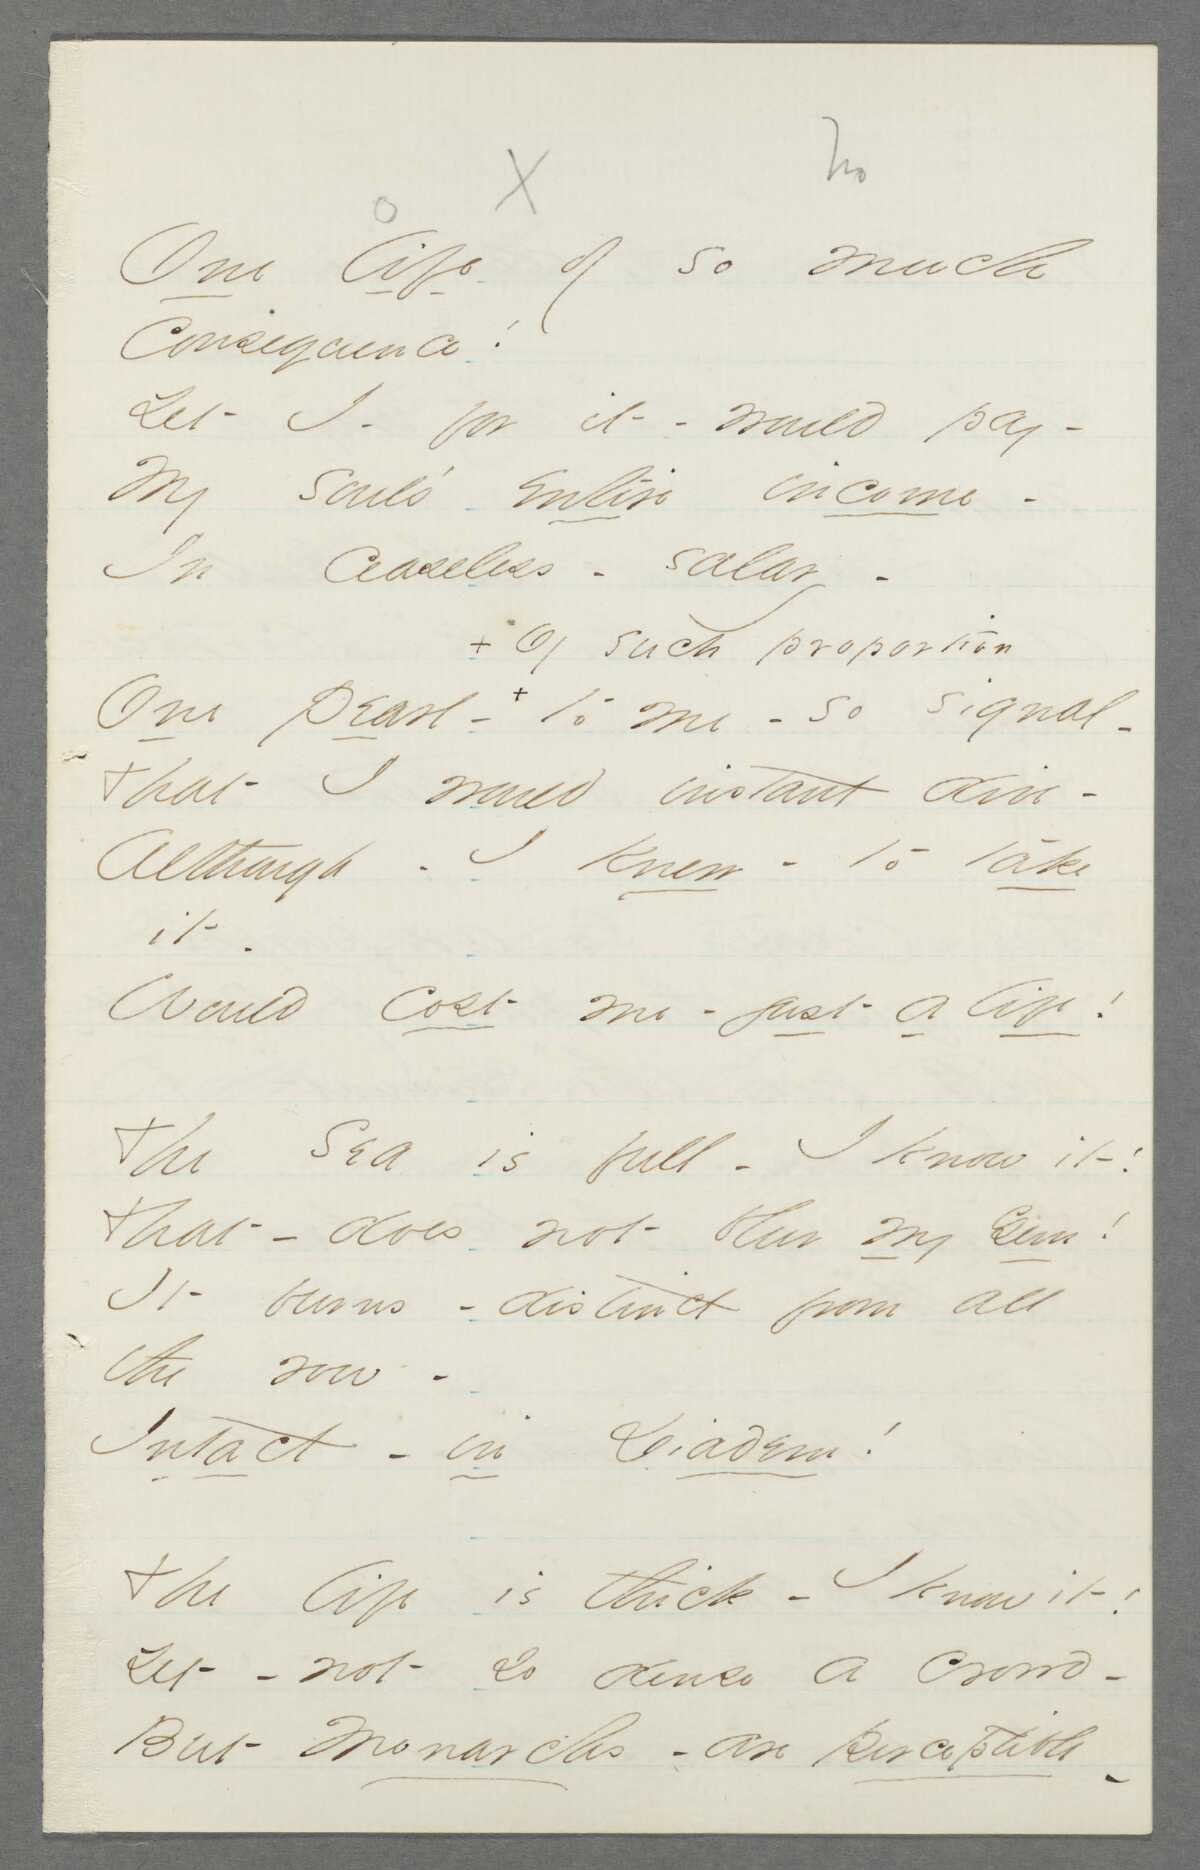 o X no
One Life of so much
Consequence!
Yet I - for it - would pay -
My Soul's entire income -
In ceaseless - salary -
+ Of such proportion
One Pearl - + to me - so signal -
That I would instant dive -
Although - I knew - to take
it -
Would cost me - just a life!
The Sea is full - I know it!
That - does not blur my Gem!
It burns - distinct from all
the row -
Intact - in Diadem!
The life is thick - I know it!
Yet - not so dense a crowd -
But Monarchs - are perceptible -